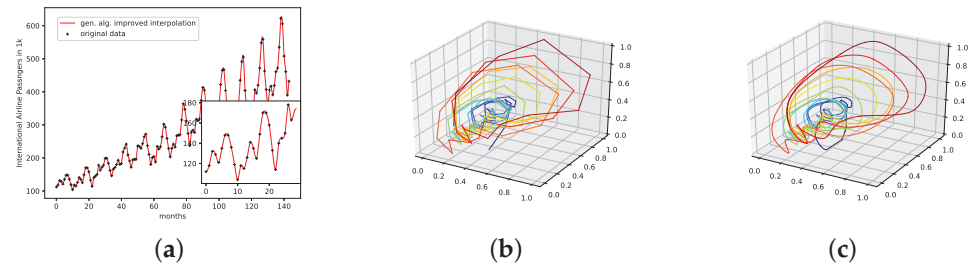 gen. alg. improved interpolation
original data
International Airline Passngers in 1k
600
500
400
300
200
100
0 20 40 60 80 100 120 140
months
180
160
140
120
0 10 20
(a)
1.0
0.8
0.6
0.4
0.2
0.0
0.0 0.2 0.4 0.6 0.8 1.0
0.0 0.2 0.4 0.6 0.8 1.0
(b)
1.0
0.8
0.6
0.4
0.2
0.0
0.0 0.2 0.4 0.6 0.8 1.0
0.0 0.2 0.4 0.6 0.8 1.0
(c)